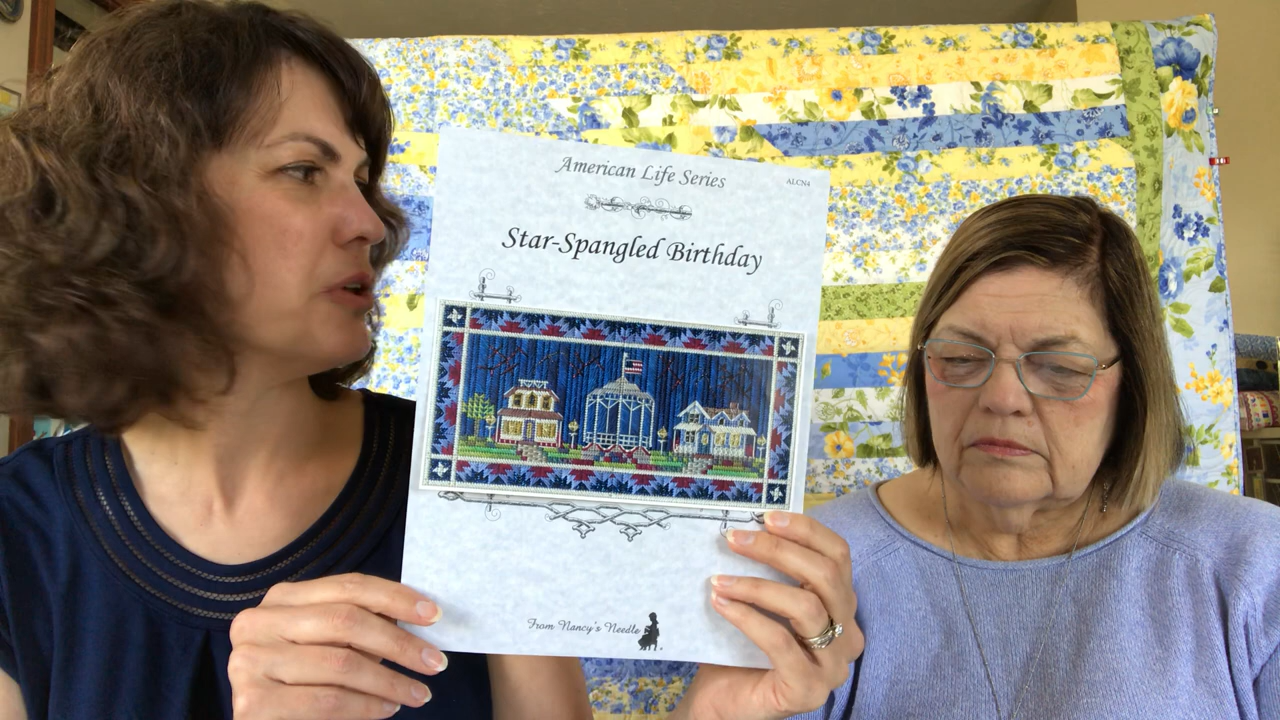 American Life Series
ALCN4
Star-Spangled Birthday
From Nancy's Needle